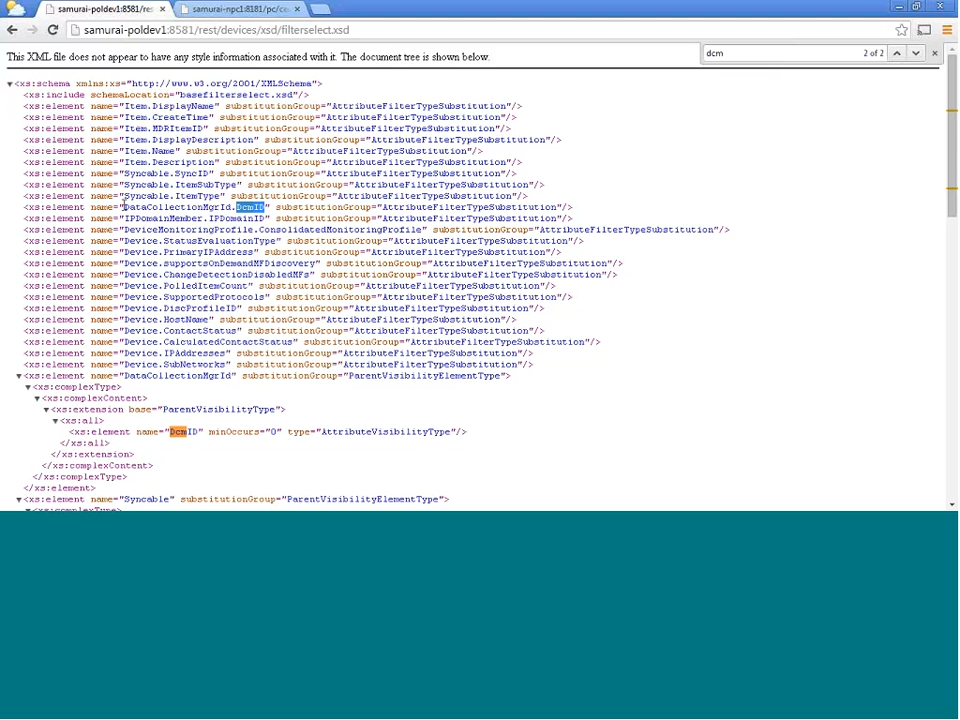 samurai-poldev1:8581/res
samurai-npc1:8181/pc/cen
samurai-poldev1:8581/rest/devices/xsd/filterselect.xsd
This XML file does not appear to have any style information associated with it. The document tree is shown below.
dcm 2 of 2
<xs:schema xmlns:xs="http://www.w3.org/2001/XMLSchema">
<xs:include schemaLocation="basefilterselect.xsd"/>
<xs:element name="Item.DisplayName" substitutionGroup="AttributeFilterTypeSubstitution"/>
<xs:element name="Item.CreateTime" substitutionGroup="AttributeFilterTypeSubstitution"/>
<xs:element name="Item.MDRItemID" substitutionGroup="AttributeFilterTypeSubstitution"/>
<xs:element name="Item.DisplayDescription" substitutionGroup="AttributeFilterTypeSubstitution"/>
<xs:element name="Item.Name" substitutionGroup="AttributeFilterTypeSubstitution"/>
<xs:element name="Item.Description" substitutionGroup="AttributeFilterTypeSubstitution"/>
<xs:element name="Syncable.SyncID" substitutionGroup="AttributeFilterTypeSubstitution"/>
<xs:element name="Syncable.ItemSubType" substitutionGroup="AttributeFilterTypeSubstitution"/>
<xs:element name="Syncable.ItemType" substitutionGroup="AttributeFilterTypeSubstitution"/>
<xs:element name="DataCollectionMgrId.DcmID" substitutionGroup="AttributeFilterTypeSubstitution"/>
<xs:element name="IPDomainMember.IPDomainID" substitutionGroup="AttributeFilterTypeSubstitution"/>
<xs:element name="DeviceMonitoringProfile.ConsolidatedMonitoringProfile" substitutionGroup="AttributeFilterTypeSubstitution"/>
<xs:element name="Device.StatusEvaluationType" substitutionGroup="AttributeFilterTypeSubstitution"/>
<xs:element name="Device.PrimaryIPAddress" substitutionGroup="AttributeFilterTypeSubstitution"/>
<xs:element name="Device.supportsOnDemandMFDiscovery" substitutionGroup="AttributeFilterTypeSubstitution"/>
<xs:element name="Device.ChangeDetectionDisabledMFs" substitutionGroup="AttributeFilterTypeSubstitution"/>
<xs:element name="Device.PolledItemCount" substitutionGroup="AttributeFilterTypeSubstitution"/>
<xs:element name="Device.SupportedProtocols" substitutionGroup="AttributeFilterTypeSubstitution"/>
<xs:element name="Device.DiscProfileID" substitutionGroup="AttributeFilterTypeSubstitution"/>
<xs:element name="Device.HostName" substitutionGroup="AttributeFilterTypeSubstitution"/>
<xs:element name="Device.ContactStatus" substitutionGroup="AttributeFilterTypeSubstitution"/>
<xs:element name="Device.CalculatedContactStatus" substitutionGroup="AttributeFilterTypeSubstitution"/>
<xs:element name="Device.IPAddresses" substitutionGroup="AttributeFilterTypeSubstitution"/>
<xs:element name="Device.SubNetworks" substitutionGroup="AttributeFilterTypeSubstitution"/>
<xs:element name="DataCollectionMgrId" substitutionGroup="ParentVisibilityElementType">
<xs:complexType>
<xs:complexContent>
<xs:extension base="ParentVisibilityType">
<xs:all>
<xs:element name="DcmID" minOccurs="0" type="AttributeVisibilityType"/>
</xs:all>
</xs:extension>
</xs:complexContent>
</xs:complexType>
</xs:element>
<xs:element name="Syncable" substitutionGroup="ParentVisibilityElementType">